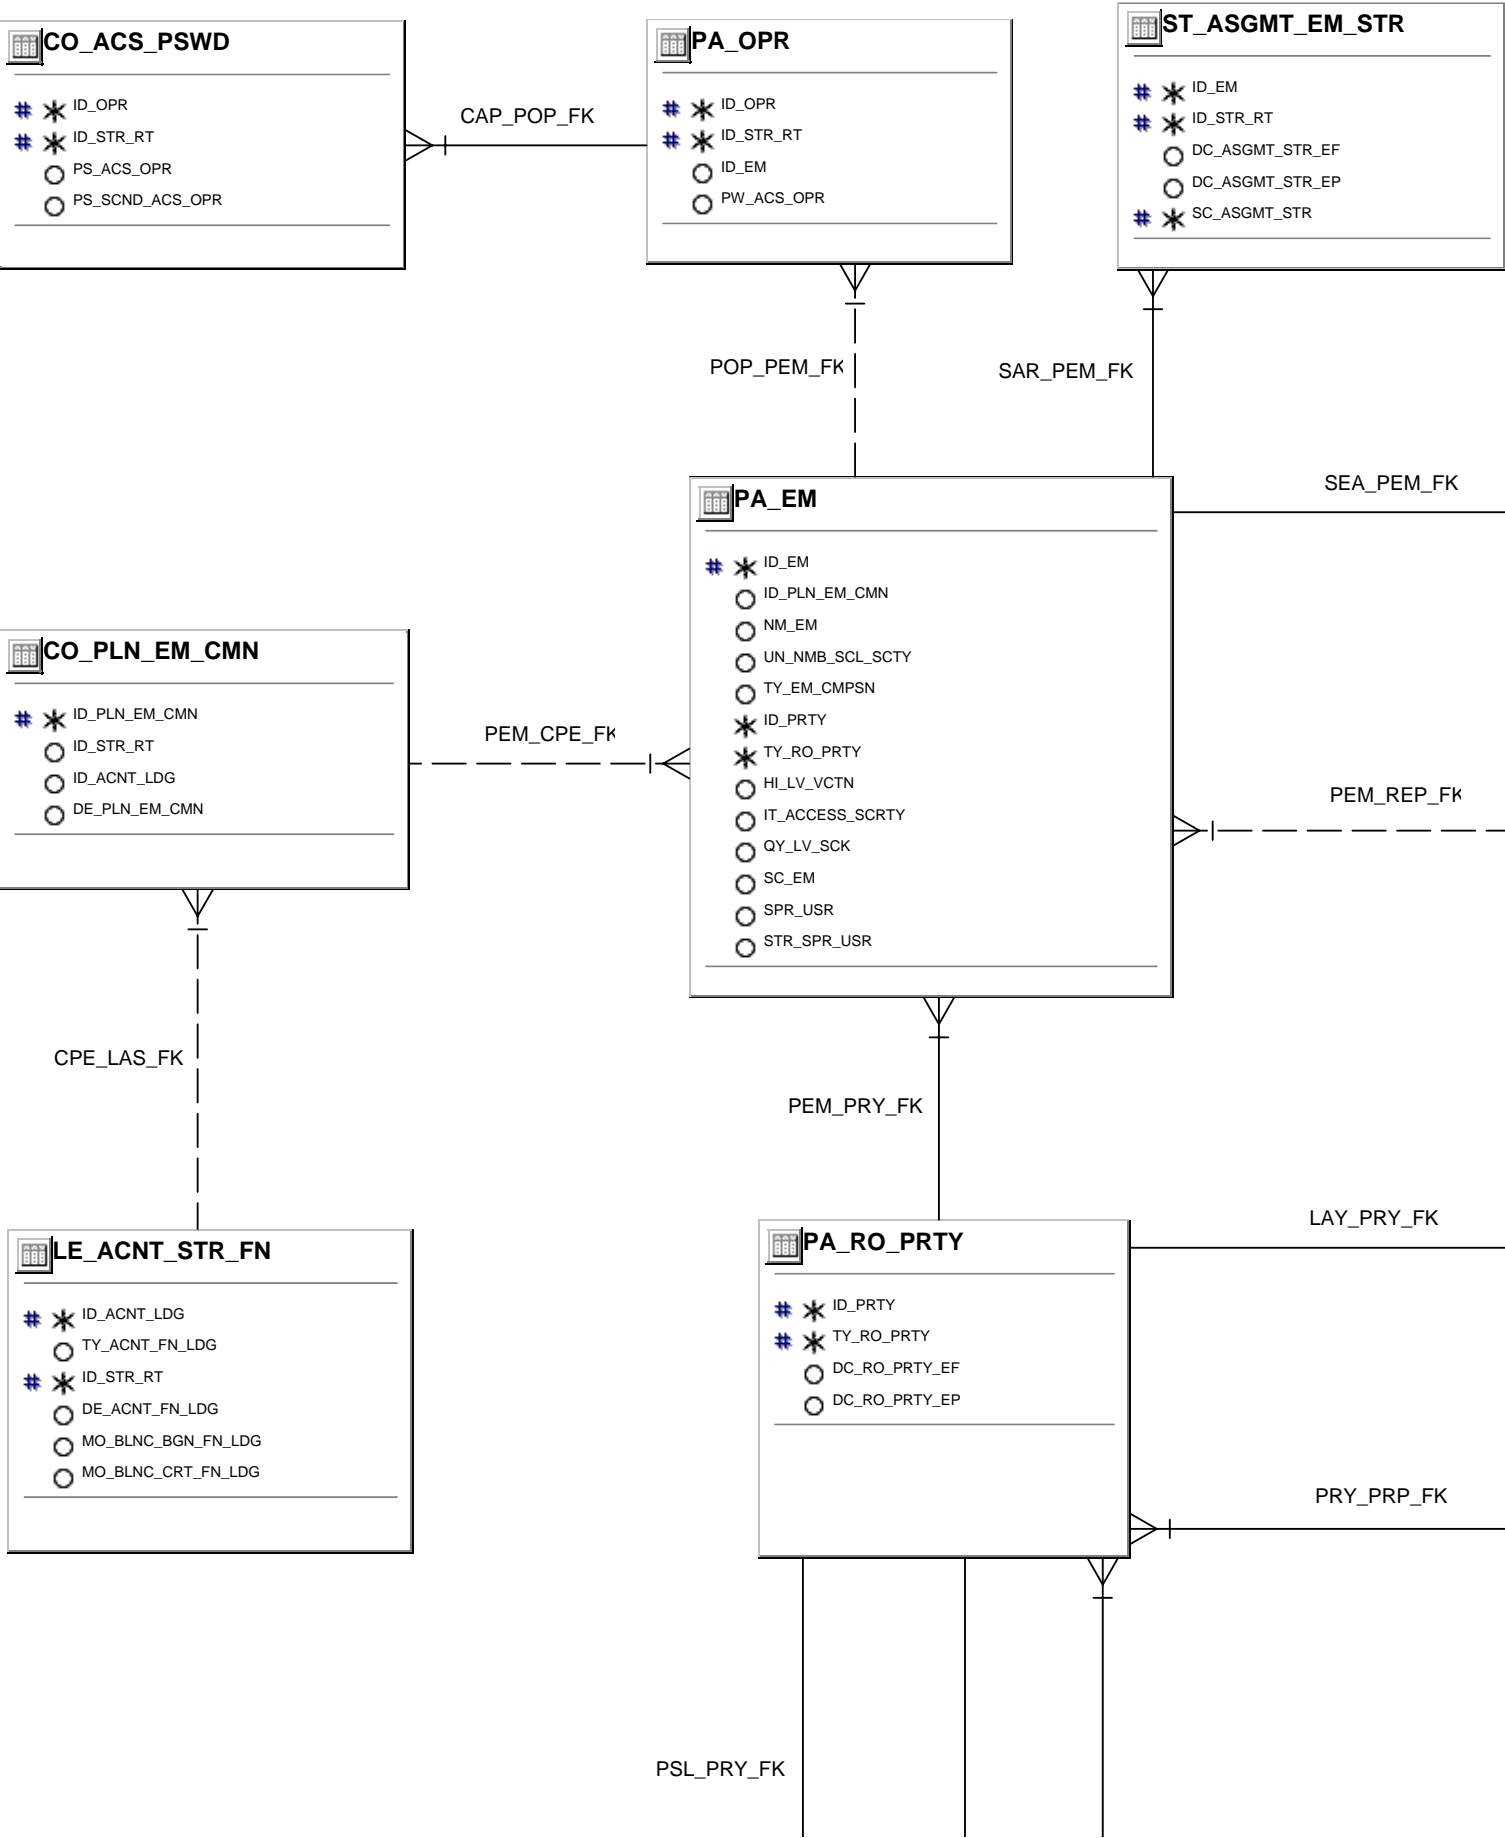 CO_ACS_PSWD
# * ID_OPR
# * ID_STR_RT
PS_ACS_OPR
PS_SCND_ACS_OPR
CAP_POP_FK
PA_OPR
# * ID_OPR
# * ID_STR_RT
ID_EM
PW_ACS_OPR
ST_ASGMT_EM_STR
# * ID_EM
# * ID_STR_RT
DC_ASGMT_STR_EF
DC_ASGMT_STR_EP
# * SC_ASGMT_STR
POP_PEM_FK
SAR_PEM_FK
SEA_PEM_FK
PA_EM
# * ID_EM
ID_PLN_EM_CMN
NM_EM
UN_NMB_SCL_SCTY
TY_EM_CMPSN
* ID_PRTY
* TY_RO_PRTY
HI_LV_VCTN
IT_ACCESS_SCRTY
QY_LV_SCK
SC_EM
SPR_USR
STR_SPR_USR
CO_PLN_EM_CMN
# * ID_PLN_EM_CMN
ID_STR_RT
ID_ACNT_LDG
DE_PLN_EM_CMN
PEM_CPE_FK
PEM_REP_FK
CPE_LAS_FK
PEM_PRY_FK
LE_ACNT_STR_FN
# * ID_ACNT_LDG
TY_ACNT_FN_LDG
# * ID_STR_RT
DE_ACNT_FN_LDG
MO_BLNC_BGN_FN_LDG
MO_BLNC_CRT_FN_LDG
PA_RO_PRTY
# * ID_PRTY
# * TY_RO_PRTY
DC_RO_PRTY_EF
DC_RO_PRTY_EP
LAY_PRY_FK
PRY_PRP_FK
PSL_PRY_FK